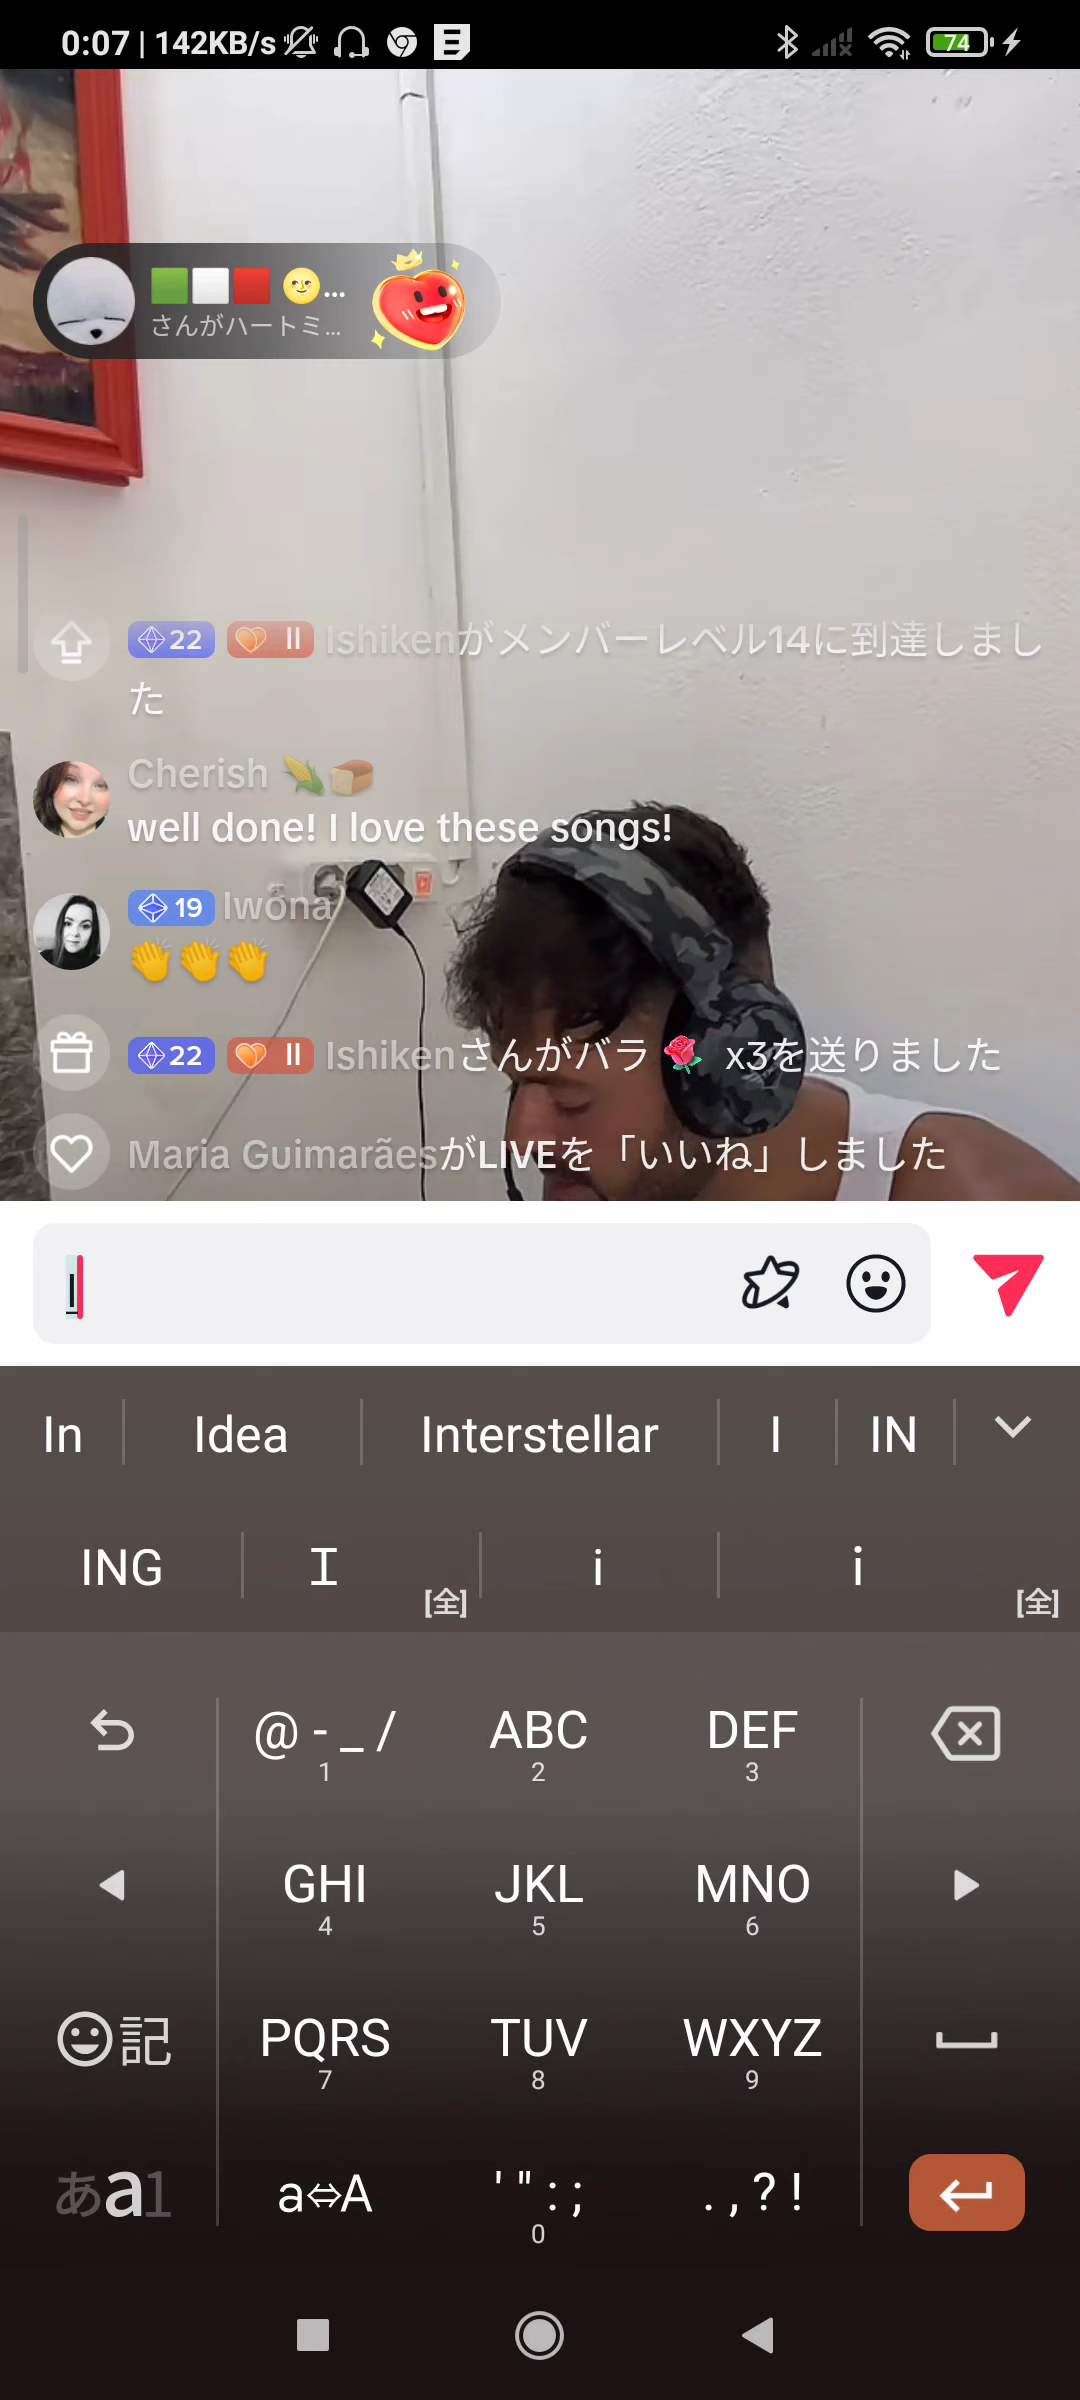 0:07 | 142KB/s
74
🟩⬜🟥 🌝...
さんがハートミ...
22 II Ishikenがメンバーレベル14に到達しまし
た
Cherish 🌽🍞
well done! I love these songs!
19 Iwona
👏👏👏
22 II Ishikenさんがバラ🌹 x3を送りました
Maria GuimarãesがLIVEを「いいね」しました
I
In Idea Interstellar I IN
ING I [全] i i [全]
@-_/ ABC DEF
1 2 3
GHI JKL MNO
4 5 6
記 PQRS TUV WXYZ
7 8 9
あa1 a⇔A '":; .,?!
0